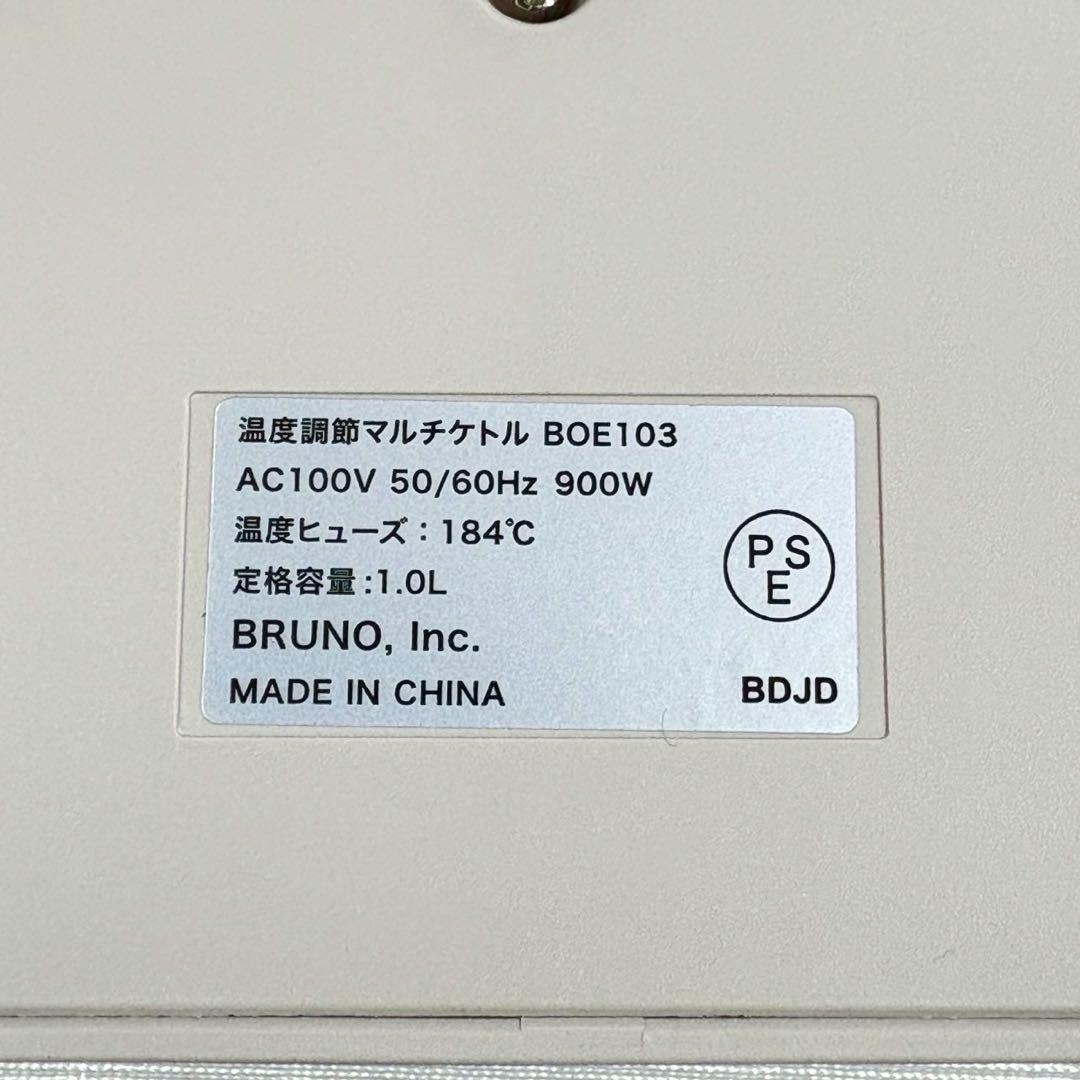 温度調節マルチケトル BOE103
AC100V 50/60Hz 900W
温度ヒューズ：184℃
定格容量:1.0L
PSE
BRUNO, Inc.
MADE IN CHINA
BDJD